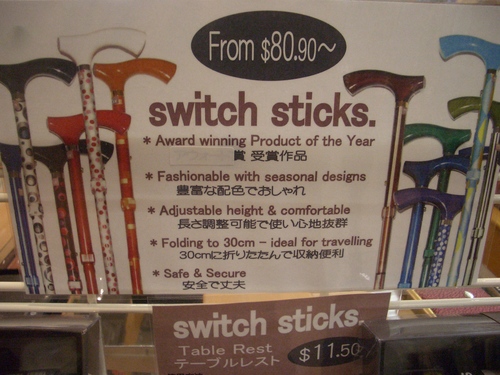 From $80.90~
switch sticks.
* Award winning Product of the Year
賞 受賞作品
* Fashionable with seasonal designs
豊富な配色でおしゃれ
* Adjustable height & comfortable
長さ調整可能で使い心地抜群
* Folding to 30cm - ideal for travelling
30cmに折りたたんで収納便利
* Safe & Secure
安全で丈夫
switch sticks.
Table Rest
テーブルレスト
$11.50